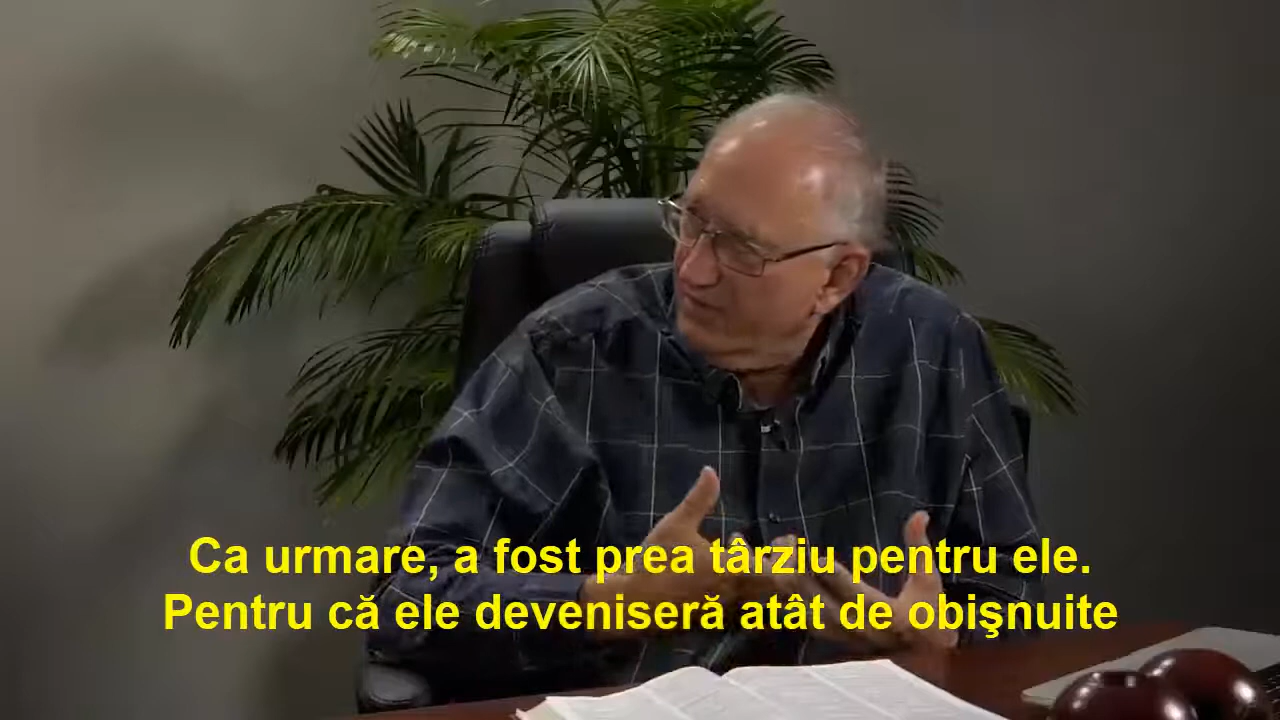 Ca urmare, a fost prea târziu pentru ele.
Pentru că ele deveniseră atât de obişnuite